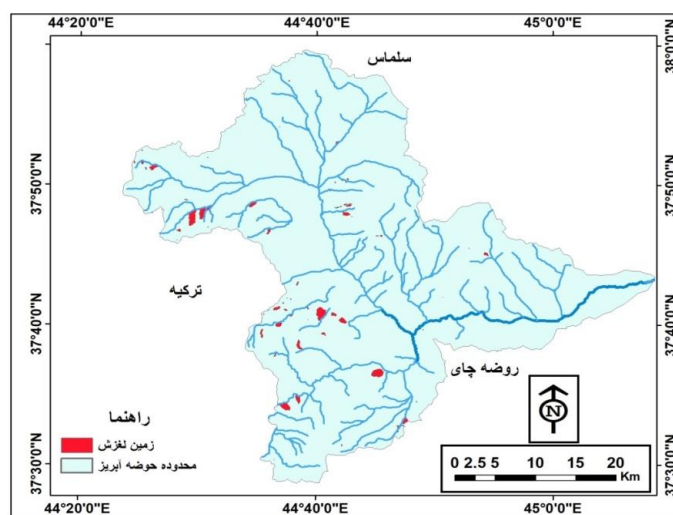 44°20'0"E 44°40'0"E 45°0'0"E
سلماس
38°0'0"N
37°50'0"N 37°50'0"N
ترکیه
37°40'0"N 37°40'0"N
روضه چای
N
راهنما
زمین لغزش
محدوده حوضه آبریز
0 2.5 5 10 15 20
Km
37°30'0"N 37°30'0"N
44°20'0"E 44°40'0"E 45°0'0"E